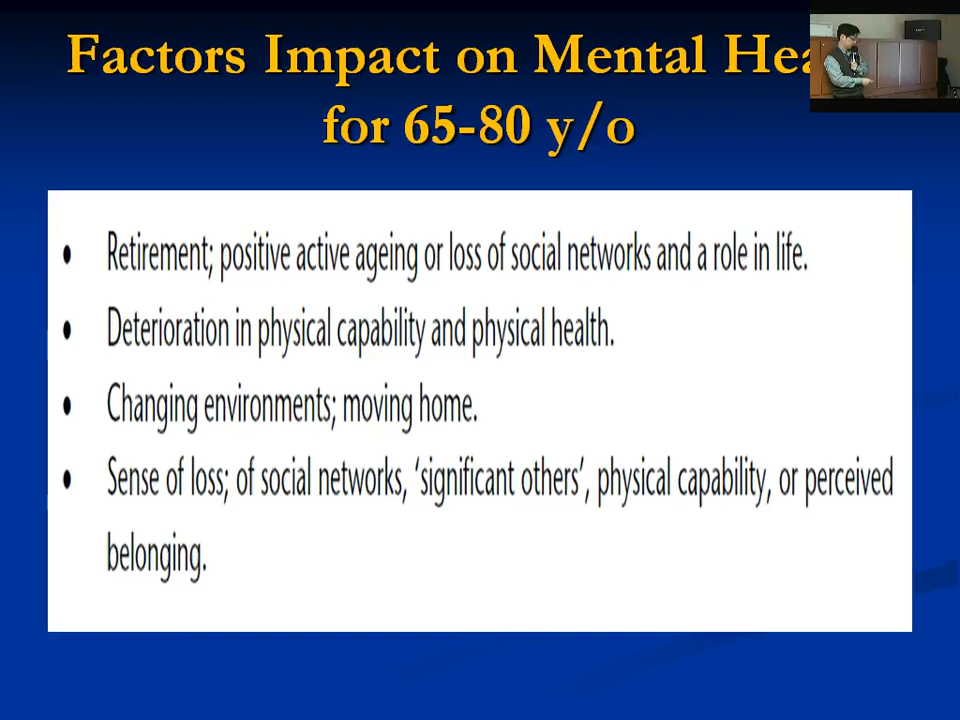 Factors Impact on Mental Hea
for 65-80 y/o
• Retirement; positive active ageing or loss of social networks and a role in life.
• Deterioration in physical capability and physical health.
• Changing environments; moving home.
• Sense of loss; of social networks, ‘significant others’, physical capability, or perceived
belonging.